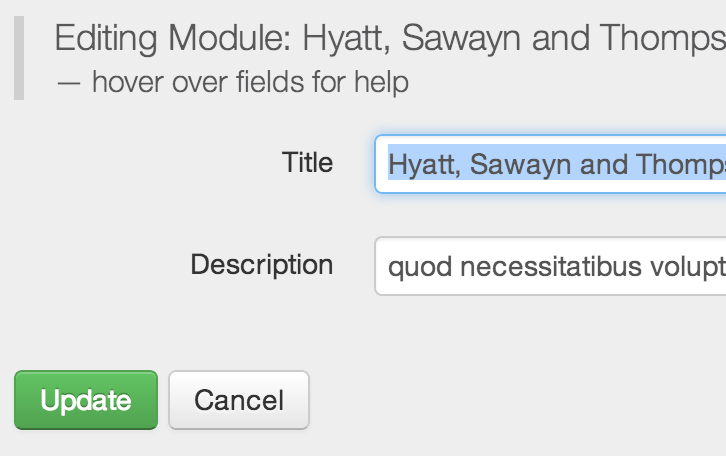 Editing Module: Hyatt, Sawayn and Thomps
— hover over fields for help
Title
Hyatt, Sawayn and Thomps
Description
quod necessitatibus volupt
Update
Cancel